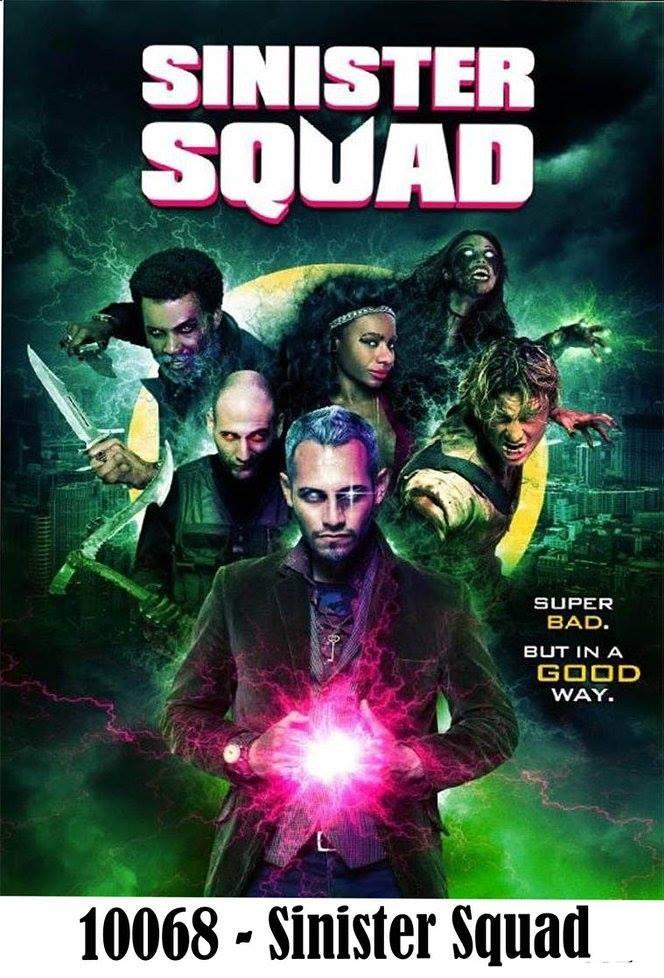 SINISTER
SQUAD
SUPER
BAD.
BUT IN A
GOOD
WAY.
10068 - Sinister Squad